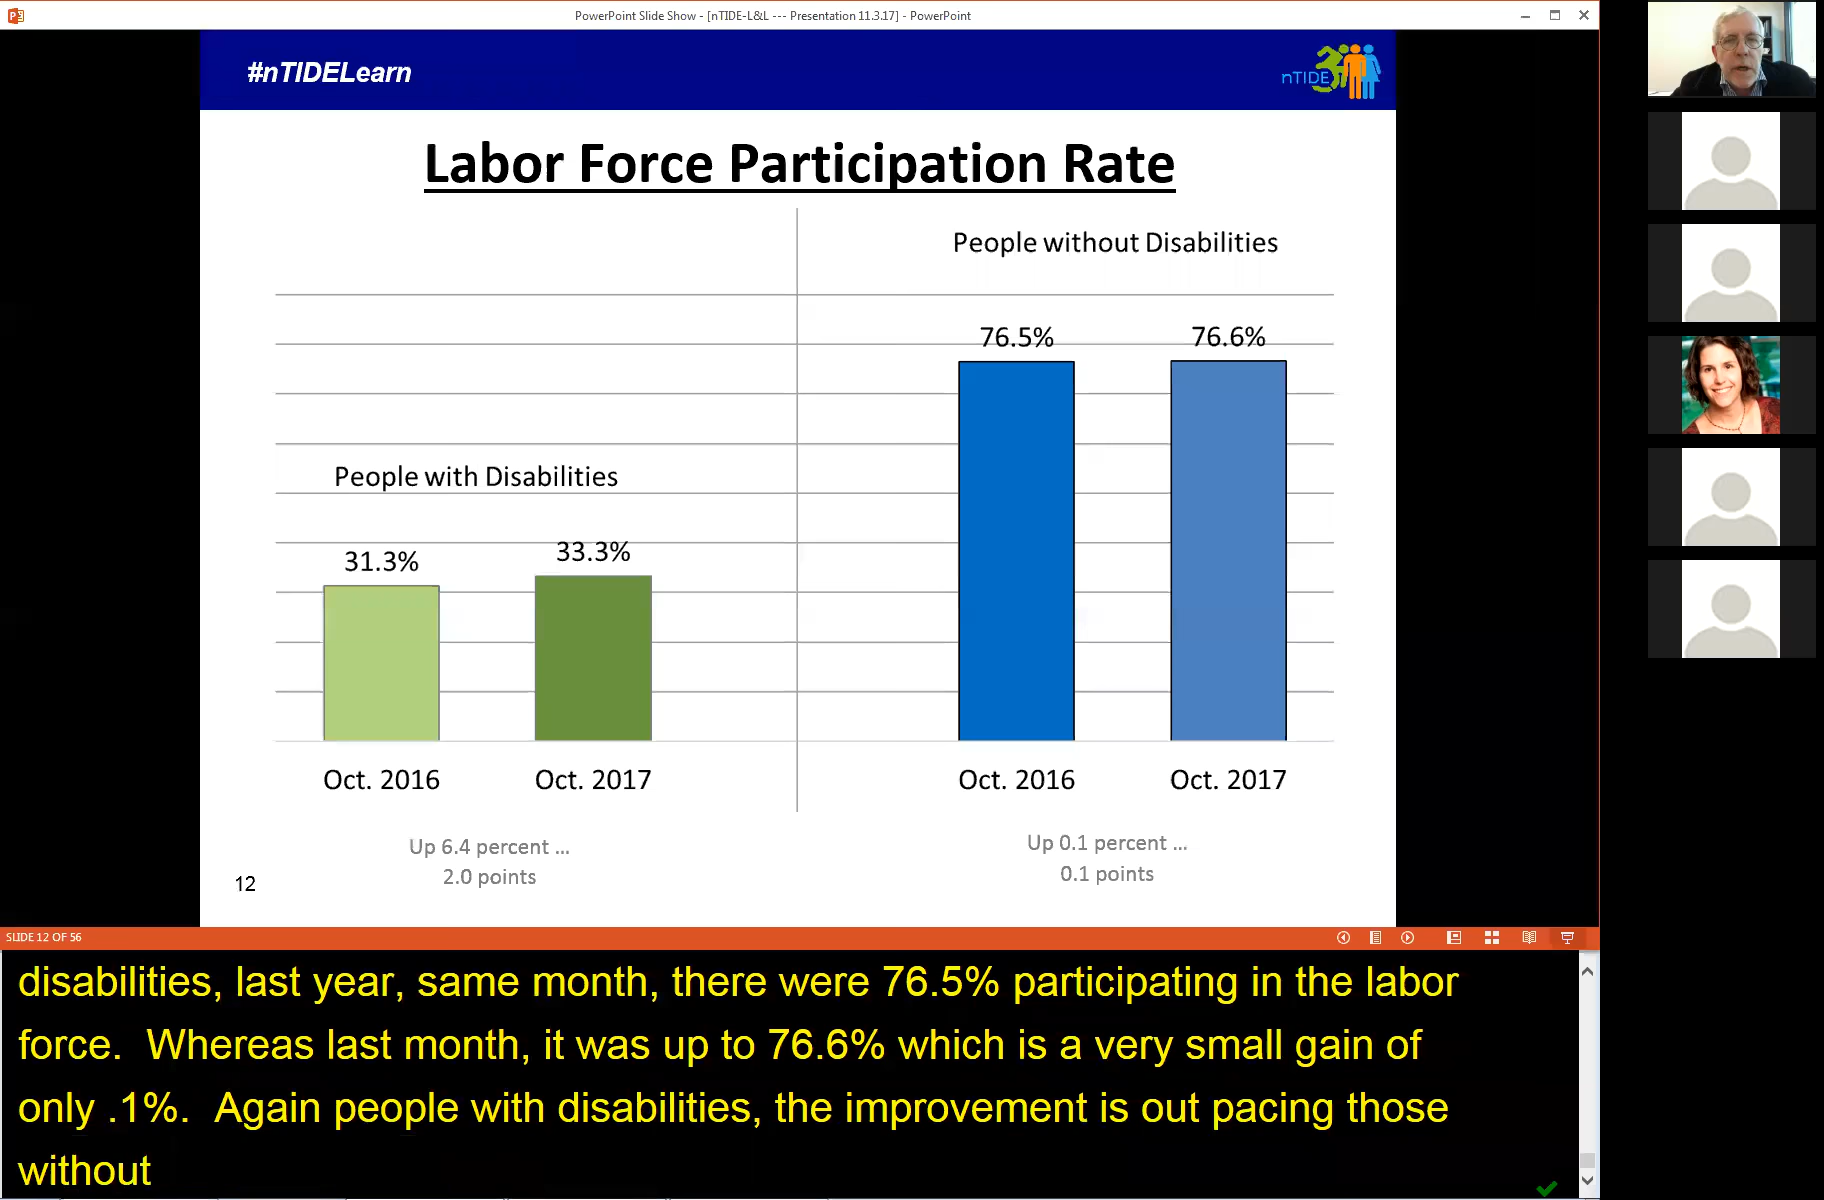 PowerPoint Slide Show - [nTIDE-L&L --- Presentation 11.3.17] - PowerPoint
#nTIDELearn
nTIDE
Labor Force Participation Rate
People without Disabilities
76.5%
76.6%
People with Disabilities
31.3%
33.3%
Oct. 2016
Oct. 2017
Oct. 2016
Oct. 2017
Up 6.4 percent ...
2.0 points
Up 0.1 percent ...
0.1 points
12
SLIDE 12 OF 56
disabilities, last year, same month, there were 76.5% participating in the labor
force.  Whereas last month, it was up to 76.6% which is a very small gain of
only .1%.  Again people with disabilities, the improvement is out pacing those
without